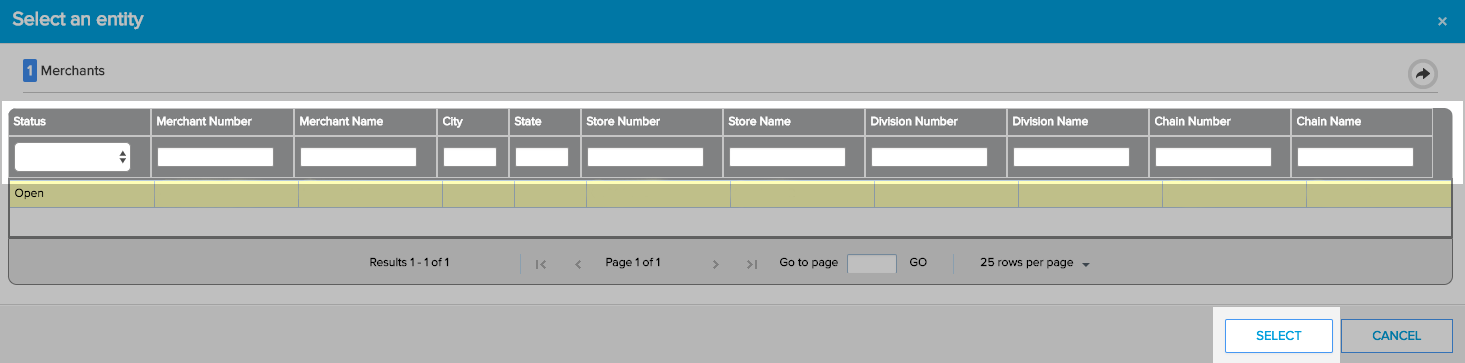 Select an entity
×
1 Merchants
Status Merchant Number Merchant Name City State Store Number Store Name Division Number Division Name Chain Number Chain Name
Open
Results 1 - 1 of 1 Page 1 of 1 Go to page GO 25 rows per page
SELECT CANCEL